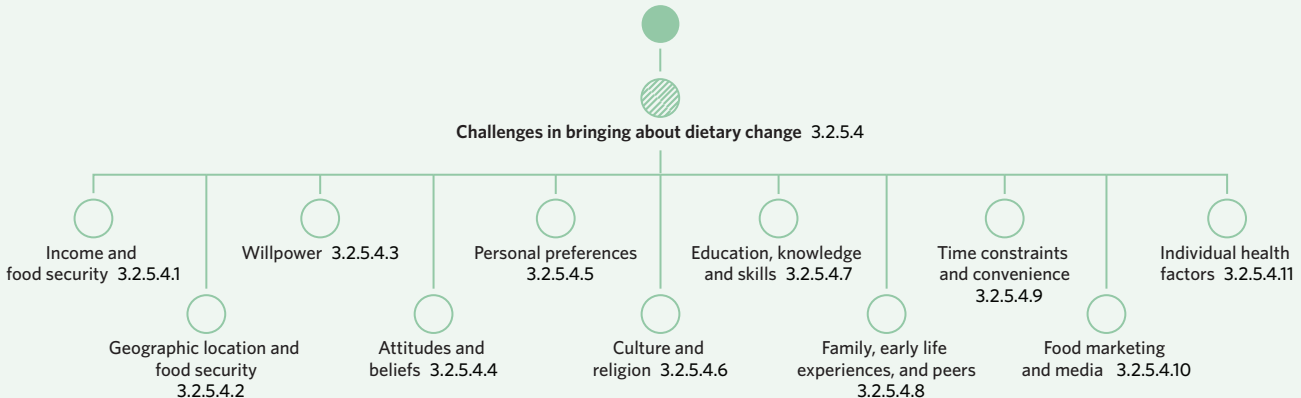 Challenges in bringing about dietary change 3.2.5.4
Income and
food security 3.2.5.4.1
Geographic location and
food security
3.2.5.4.2
Willpower 3.2.5.4.3
Attitudes and
beliefs 3.2.5.4.4
Personal preferences
3.2.5.4.5
Culture and
religion 3.2.5.4.6
Education, knowledge
and skills 3.2.5.4.7
Family, early life
experiences, and peers
3.2.5.4.8
Time constraints
and convenience
3.2.5.4.9
Food marketing
and media 3.2.5.4.10
Individual health
factors 3.2.5.4.11